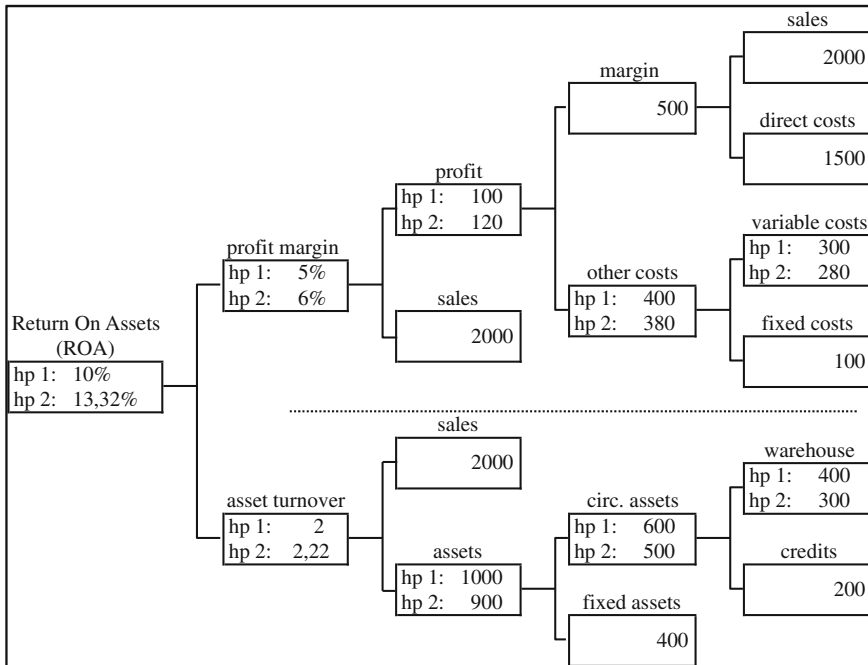 sales
2000
margin
500
direct costs
1500
profit
hp 1: 100
hp 2: 120
variable costs
hp 1: 300
hp 2: 280
profit margin
hp 1: 5%
hp 2: 6%
other costs
hp 1: 400
hp 2: 380
sales
2000
fixed costs
100
Return On Assets
(ROA)
hp 1: 10%
hp 2: 13,32%
sales
2000
warehouse
hp 1: 400
hp 2: 300
asset turnover
hp 1: 2
hp 2: 2,22
circ. assets
hp 1: 600
hp 2: 500
assets
hp 1: 1000
hp 2: 900
credits
200
fixed assets
400